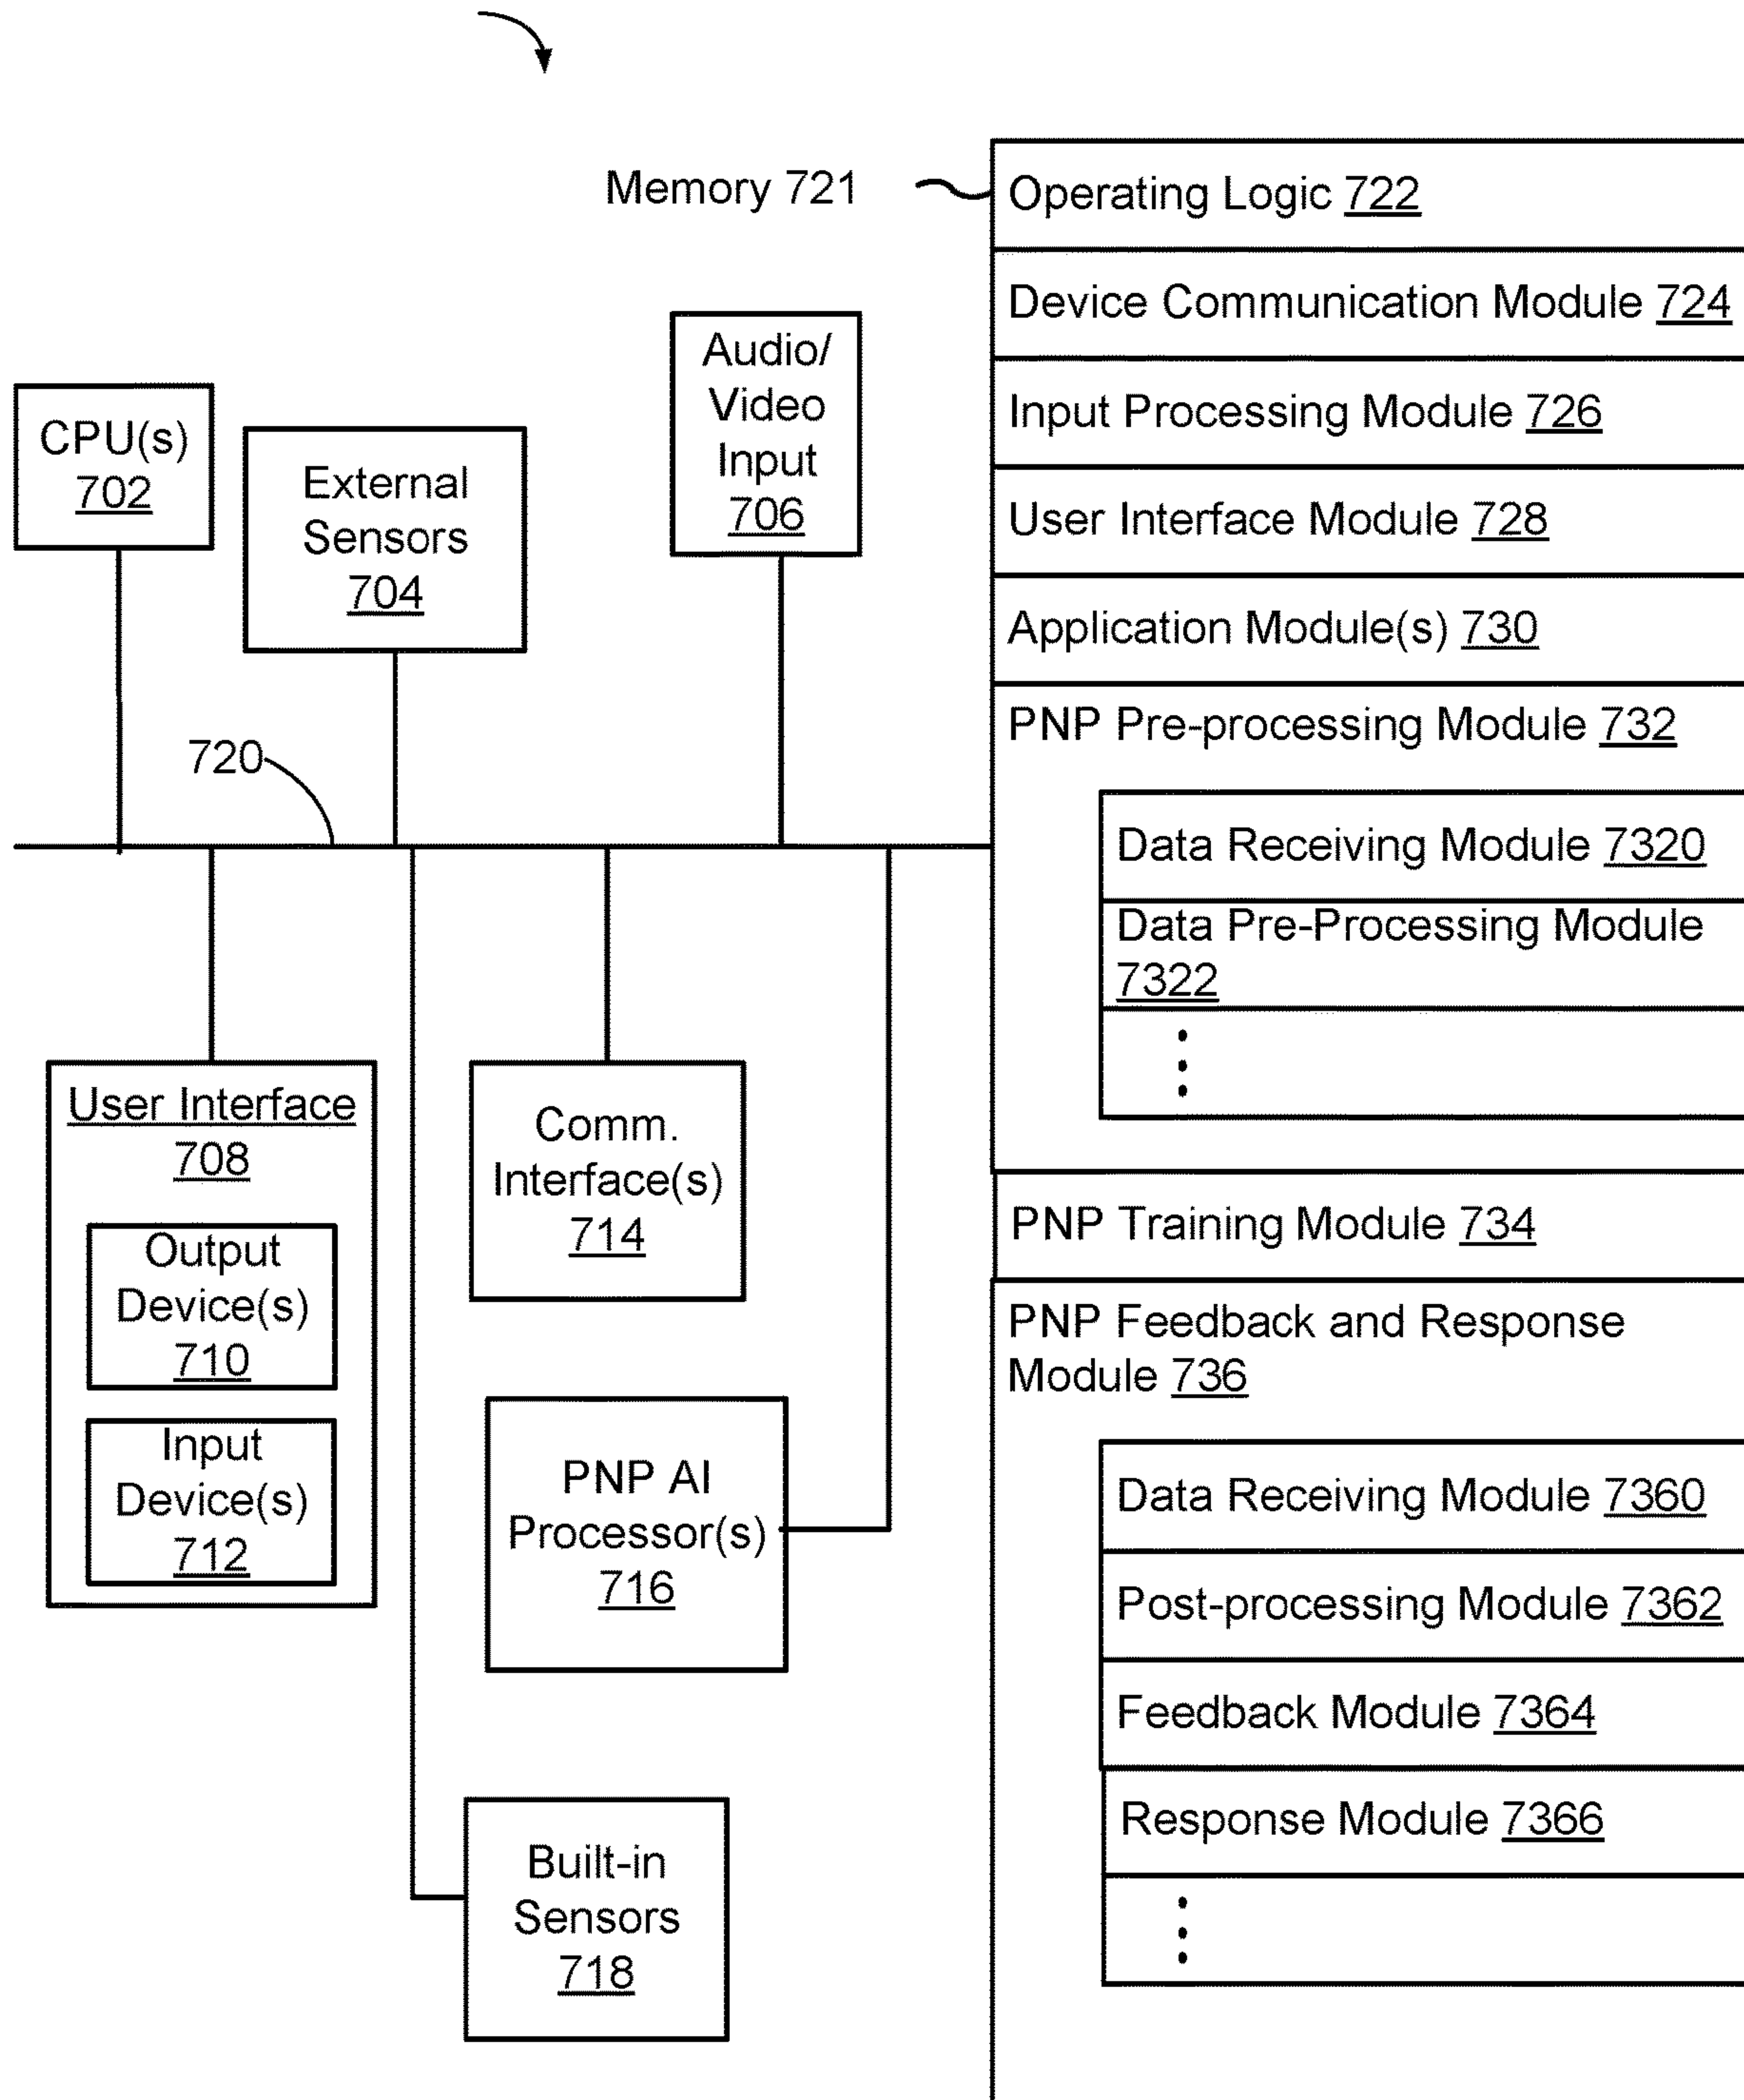 Memory 721
Operating Logic 722
Device Communication Module 724
Input Processing Module 726
User Interface Module 728
Application Module(s) 730
PNP Pre-processing Module 732
Data Receiving Module 7320
Data Pre-Processing Module
7322
PNP Training Module 734
PNP Feedback and Response
Module 736
Data Receiving Module 7360
Post-processing Module 7362
Feedback Module 7364
Response Module 7366
CPU(s)
702
External
Sensors
704
Audio/
Video
Input
706
720
User Interface
708
Output
Device(s)
710
Input
Device(s)
712
Comm.
Interface(s)
714
PNP AI
Processor(s)
716
Built-in
Sensors
718